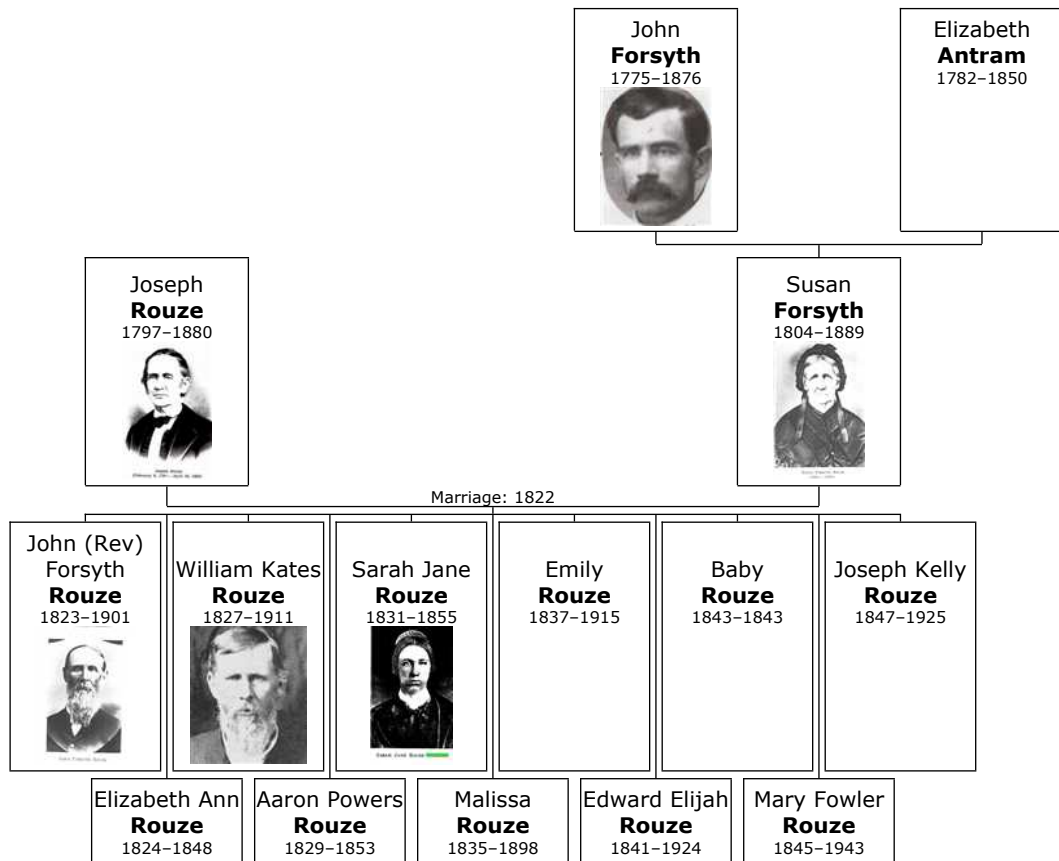 John
Forsyth
1775–1876
Elizabeth
Antram
1782–1850
Joseph
Rouze
1797–1880
Susan
Forsyth
1804–1889
Marriage: 1822
John (Rev)
Forsyth
Rouze
1823–1901
William Kates
Rouze
1827–1911
Sarah Jane
Rouze
1831–1855
Emily
Rouze
1837–1915
Baby
Rouze
1843–1843
Joseph Kelly
Rouze
1847–1925
Elizabeth Ann
Rouze
1824–1848
Aaron Powers
Rouze
1829–1853
Malissa
Rouze
1835–1898
Edward Elijah
Rouze
1841–1924
Mary Fowler
Rouze
1845–1943